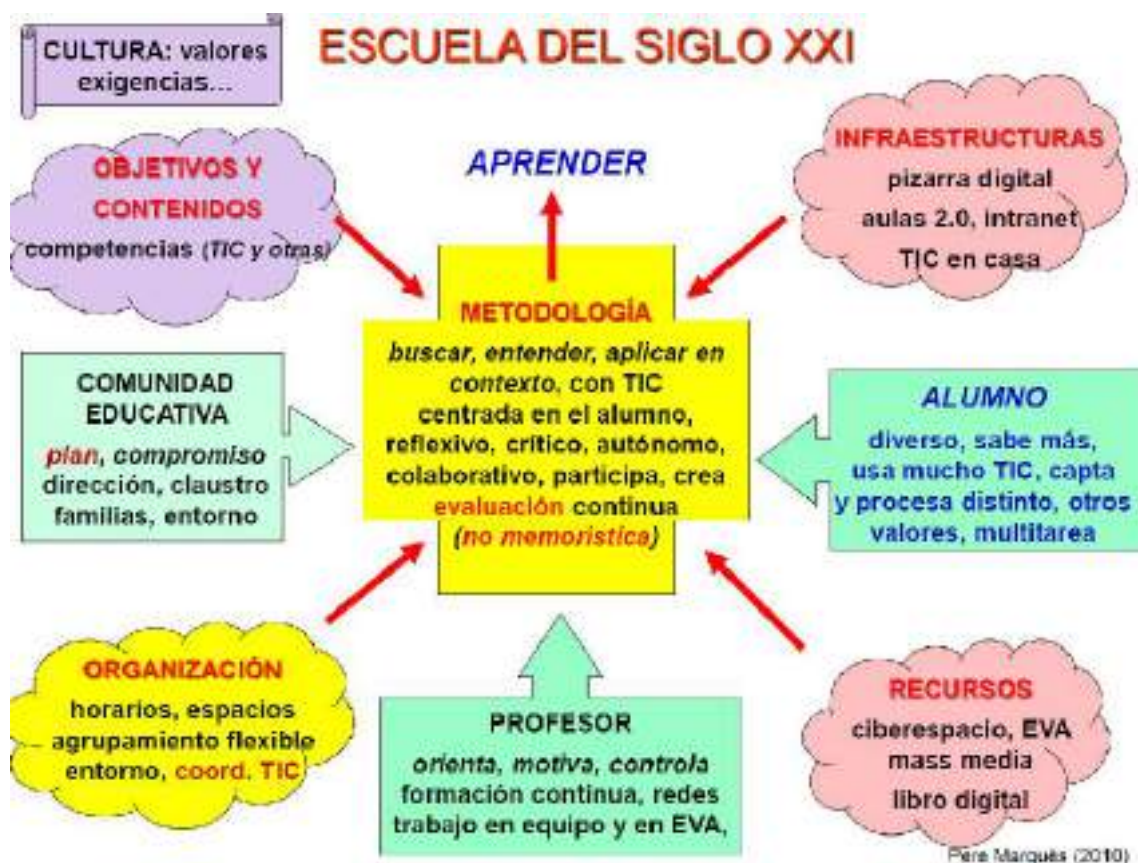 CULTURA: valores
exigencias...
ESCUELA DEL SIGLO XXI
OBJETIVOS Y
CONTENIDOS
competencias (TIC y otras)
APRENDER
INFRAESTRUCTURAS
pizarra digital
aulas 2.0, intranet
TIC en casa
METODOLOGÍA
buscar, entender, aplicar en
contexto, con TIC
centrada en el alumno,
reflexivo, crítico, autónomo,
colaborativo, participa, crea
evaluación continua
(no memorística)
COMUNIDAD
EDUCATIVA
plan, compromiso
dirección, claustro
familias, entorno
ALUMNO
diverso, sabe más,
usa mucho TIC, capta
y procesa distinto, otros
valores, multitarea
ORGANIZACIÓN
horarios, espacios
agrupamiento flexible
entorno, coord. TIC
PROFESOR
orienta, motiva, controla
formación continua, redes
trabajo en equipo y en EVA,
RECURSOS
ciberespacio, EVA
mass media
libro digital
Pere Marquès (2010)